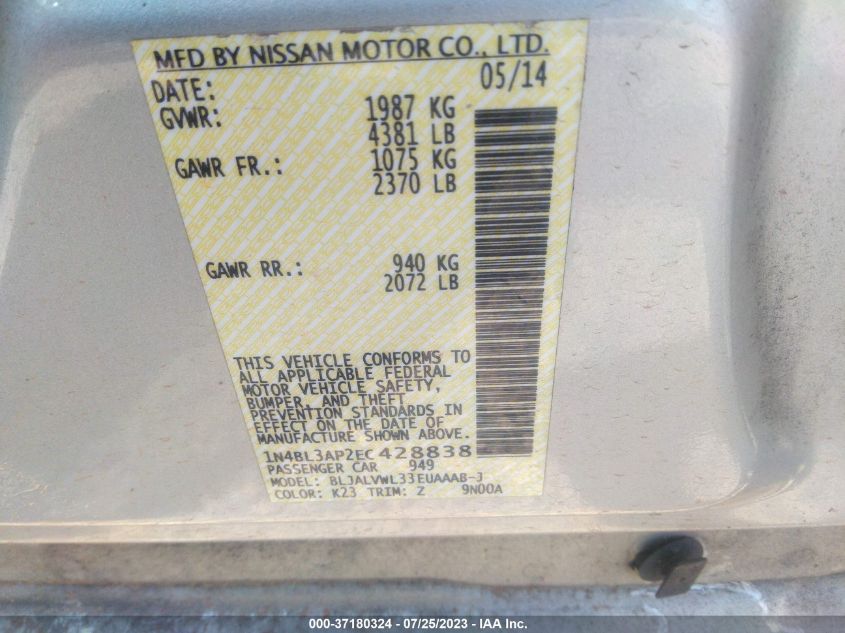 MFD BY NISSAN MOTOR CO., LTD.
DATE: 05/14
GVWR: 1987 KG
4381 LB
GAWR FR.: 1075 KG
2370 LB
GAWR RR.: 940 KG
2072 LB
THIS VEHICLE CONFORMS TO
ALL APPLICABLE FEDERAL
MOTOR VEHICLE SAFETY,
BUMPER, AND THEFT
PREVENTION STANDARDS IN
EFFECT ON THE DATE OF
MANUFACTURE SHOWN ABOVE.
1N4BL3AP2EC428838
PASSENGER CAR 949
MODEL: BLJALVWL33EUAAAB-J
COLOR: K23 TRIM: Z 9N00A
000-37180324 - 07/25/2023 - IAA Inc.